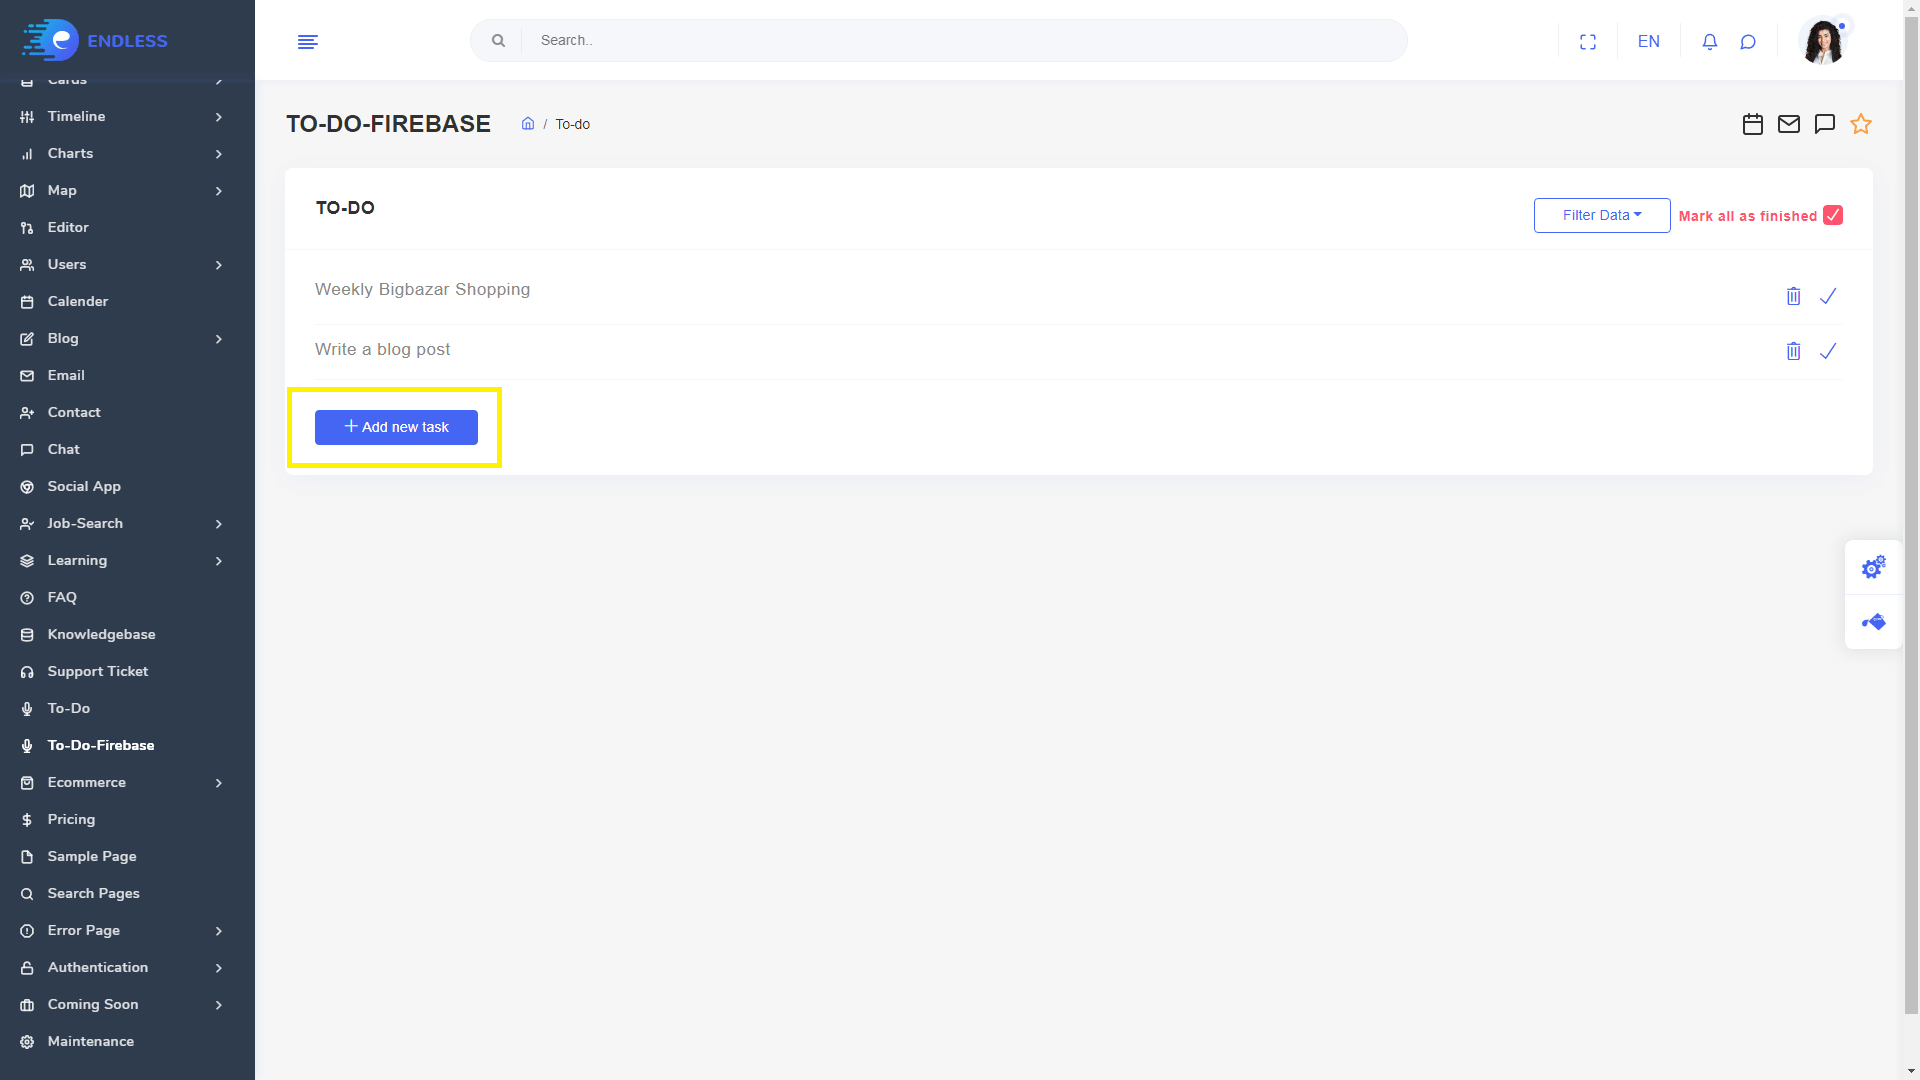 ENDLESS
Search..
EN
Cards
Timeline
Charts
Map
Editor
Users
Calender
Blog
Email
Contact
Chat
Social App
Job-Search
Learning
FAQ
Knowledgebase
Support Ticket
To-Do
To-Do-Firebase
Ecommerce
Pricing
Sample Page
Search Pages
Error Page
Authentication
Coming Soon
Maintenance
TO-DO-FIREBASE
/ To-do
TO-DO
Filter Data
Mark all as finished
Weekly Bigbazar Shopping
Write a blog post
+ Add new task